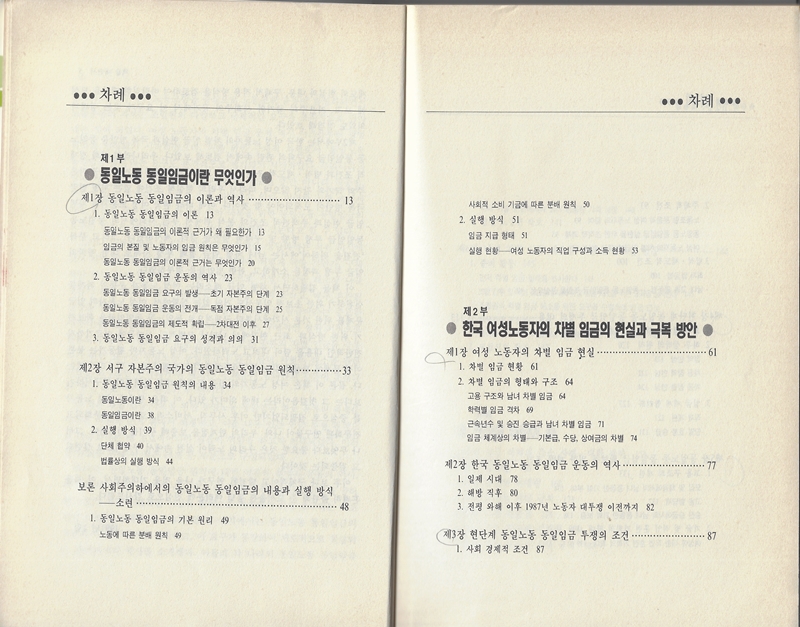 ●●● 차례 ●●●
제1부
● 동일노동 동일임금이란 무엇인가 ●
제1장 동일노동 동일임금의 이론과 역사 ························ 13
1. 동일노동 동일임금의 이론 13
동일노동 동일임금의 이론적 근거가 왜 필요한가 13
임금의 본질 및 노동자의 임금 원칙은 무엇인가 15
동일노동 동일임금의 이론적 근거는 무엇인가 20
2. 동일노동 동일임금 운동의 역사 23
동일노동 동일임금 요구의 발생──초기 자본주의 단계 23
동일노동 동일임금 운동의 전개──독점 자본주의 단계 25
동일노동 동일임금의 제도적 확립──2차대전 이후 27
3. 동일노동 동일임금 요구의 성격과 의의 31
제2장 서구 자본주의 국가의 동일노동 동일임금 원칙 ············ 33
1. 동일노동 동일임금 원칙의 내용 34
동일노동이란 34
동일임금이란 38
2. 실행 방식 39
단체 협약 40
법률상의 실행 방식 44
보론 사회주의하에서의 동일노동 동일임금의 내용과 실행 방식
──소련 ················································ 48
1. 동일노동 동일임금의 기본 원리 49
노동에 따른 분배 원칙 49
●●● 차례 ●●●
사회적 소비 기금에 따른 분배 원칙 50
2. 실행 방식 51
임금 지급 형태 51
실행 현황──여성 노동자의 직업 구성과 소득 현황 53
제2부
● 한국 여성노동자의 차별 임금의 현실과 극복 방안 ●
제1장 여성 노동자의 차별 임금 현실 ···························· 61
1. 차별 임금 현황 61
2. 차별 임금의 형태와 구조 64
고용 구조와 남녀 차별 임금 64
학력별 임금 격차 69
근속년수 및 승진 승급과 남녀 차별 임금 71
임금 체계상의 차별──기본급, 수당, 상여금의 차별 74
제2장 한국 동일노동 동일임금 운동의 역사 ······················ 77
1. 일제 시대 78
2. 해방 직후 80
3. 전평 와해 이후 1987년 노동자 대투쟁 이전까지 82
제3장 현단계 동일노동 동일임금 투쟁의 조건 ···················· 87
1. 사회 경제적 조건 87